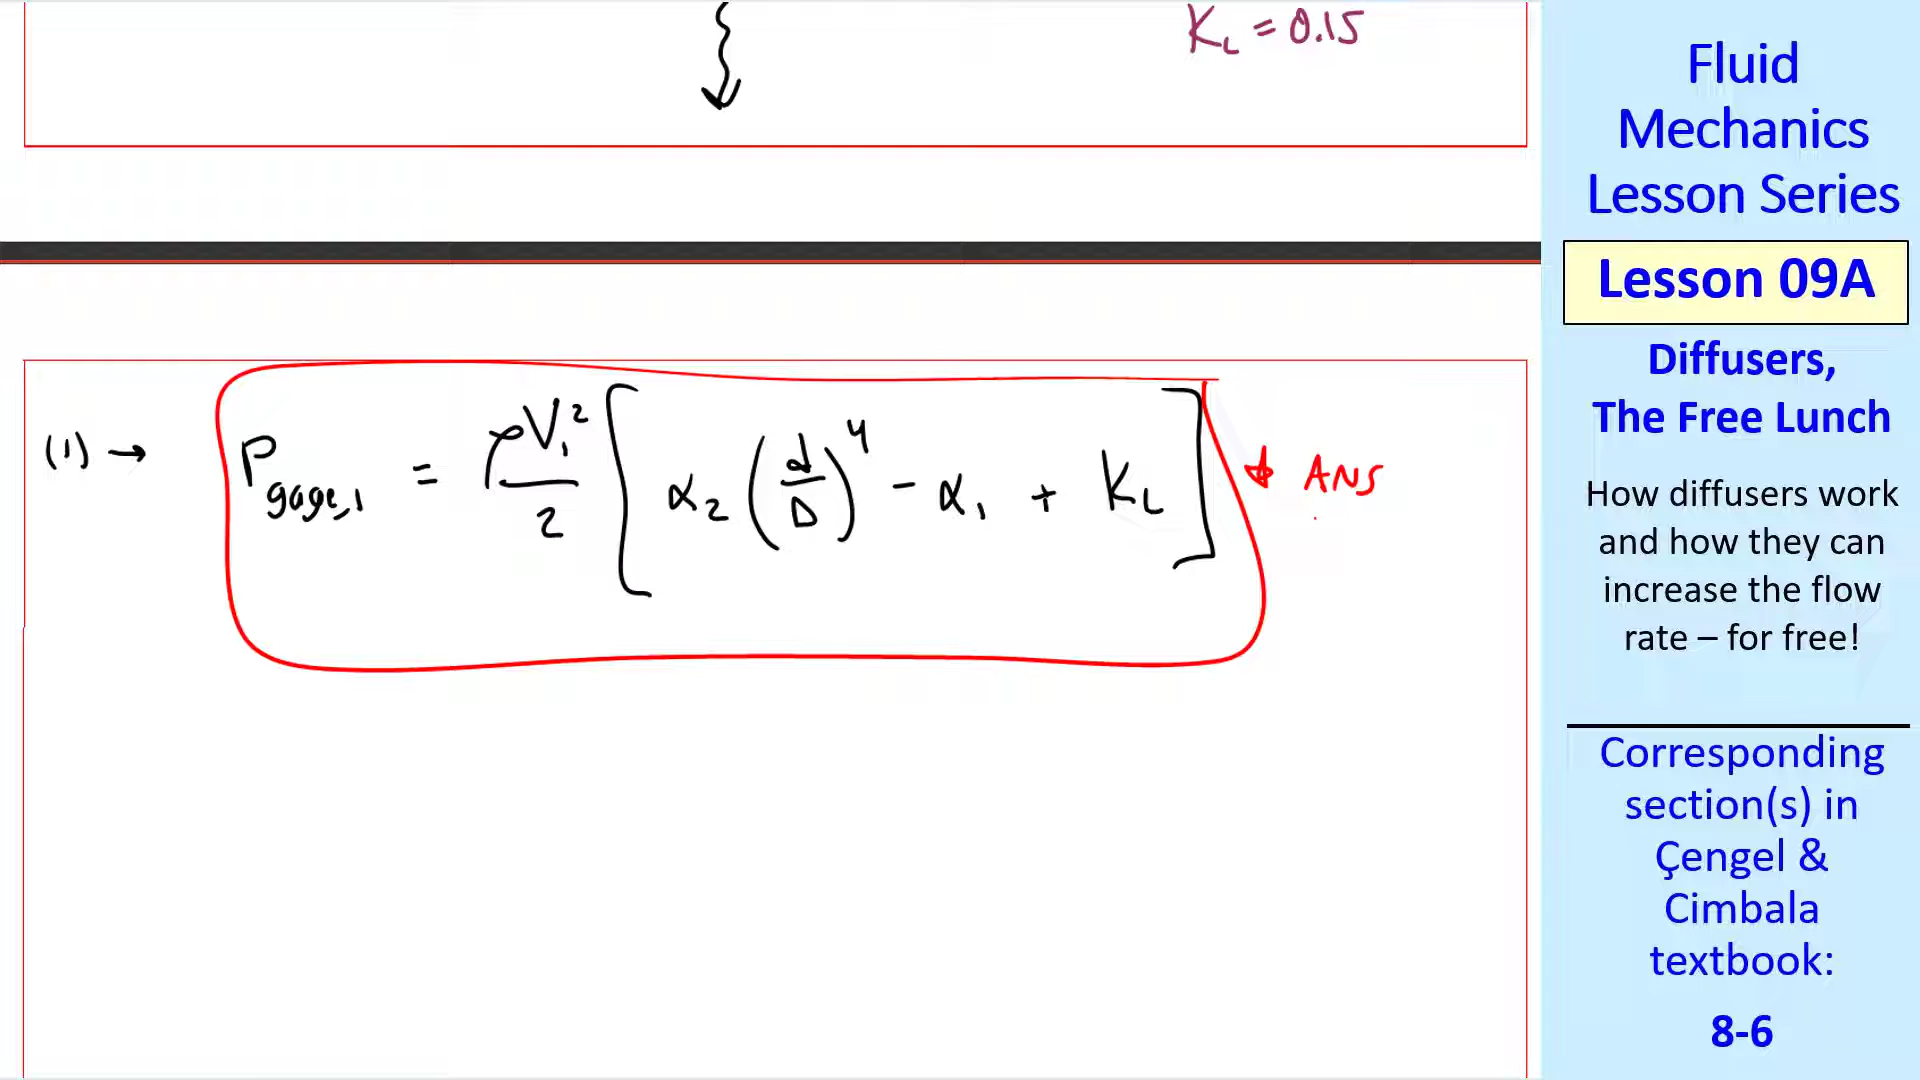 K_L = 0.15
(1) → P_gage,1 = ρV₁²/2 [ α₂ (d/D)⁴ − α₁ + K_L ] ANS
Fluid
Mechanics
Lesson Series
Lesson 09A
Diffusers,
The Free Lunch
How diffusers work
and how they can
increase the flow
rate – for free!
Corresponding
section(s) in
Çengel &
Cimbala
textbook:
8-6